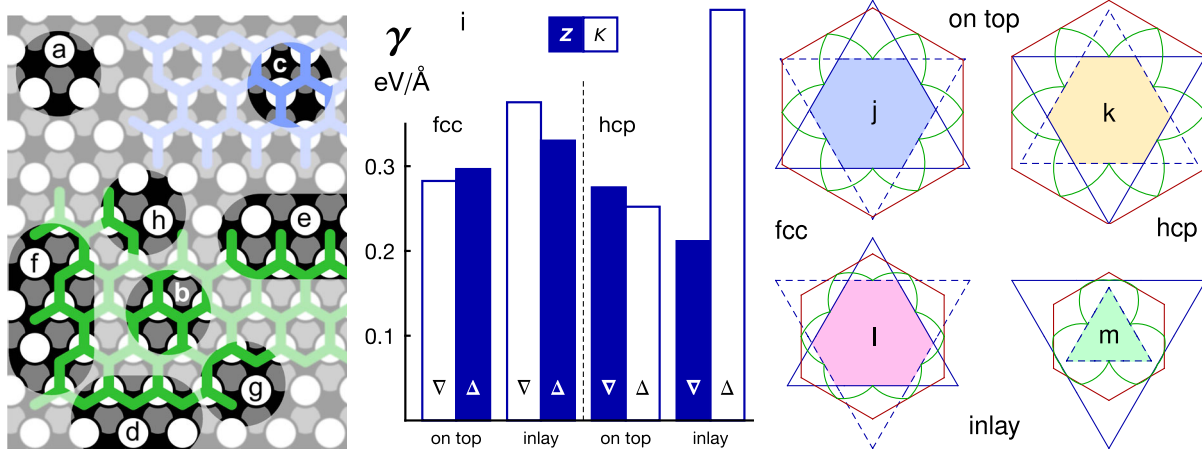 a
c
h
e
f
b
g
d
γ
i
Z K
eV/Å
fcc
hcp
0.3
0.2
0.1
∇ Δ ∇ Δ ∇ Δ ∇ Δ
on top inlay on top inlay
on top
j
k
fcc
hcp
l
m
inlay